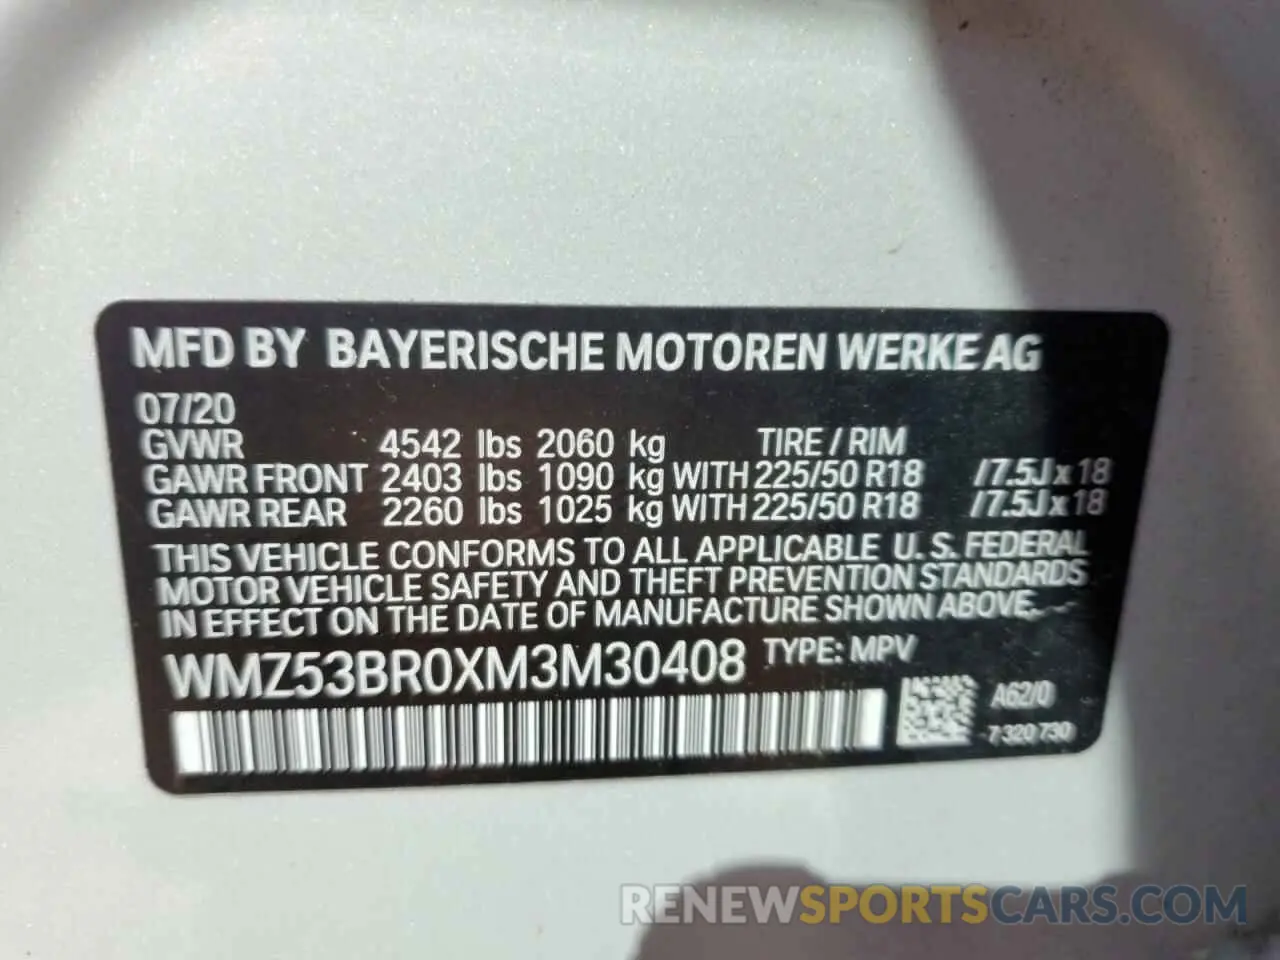 MFD BY BAYERISCHE MOTOREN WERKE AG
07/20
GVWR 4542 lbs 2060 kg TIRE / RIM
GAWR FRONT 2403 lbs 1090 kg WITH 225/50 R18 /7.5J x 18
GAWR REAR 2260 lbs 1025 kg WITH 225/50 R18 /7.5J x 18
THIS VEHICLE CONFORMS TO ALL APPLICABLE U. S. FEDERAL
MOTOR VEHICLE SAFETY AND THEFT PREVENTION STANDARDS
IN EFFECT ON THE DATE OF MANUFACTURE SHOWN ABOVE.
WMZ53BR0XM3M30408 TYPE: MPV
A62/0
7 320 730
RENEWSPORTSCARS.COM